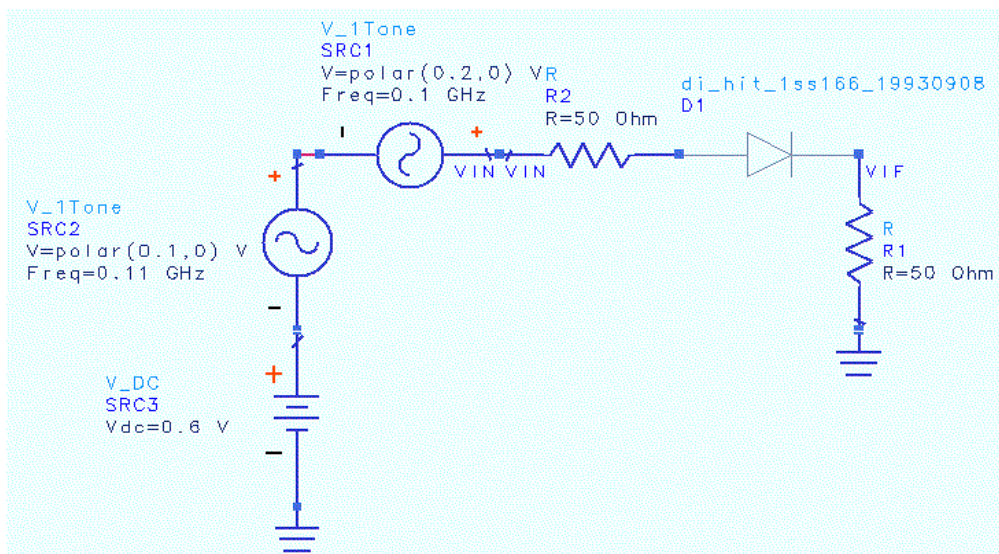 V_1Tone
SRC1
V=polar(0.2,0) V
Freq=0.1 GHz
R
R2
R=50 Ohm
di_hit_1ss166_19930908
D1
VIN VIN
VIF
V_1Tone
SRC2
V=polar(0.1,0) V
Freq=0.11 GHz
R
R1
R=50 Ohm
V_DC
SRC3
Vdc=0.6 V